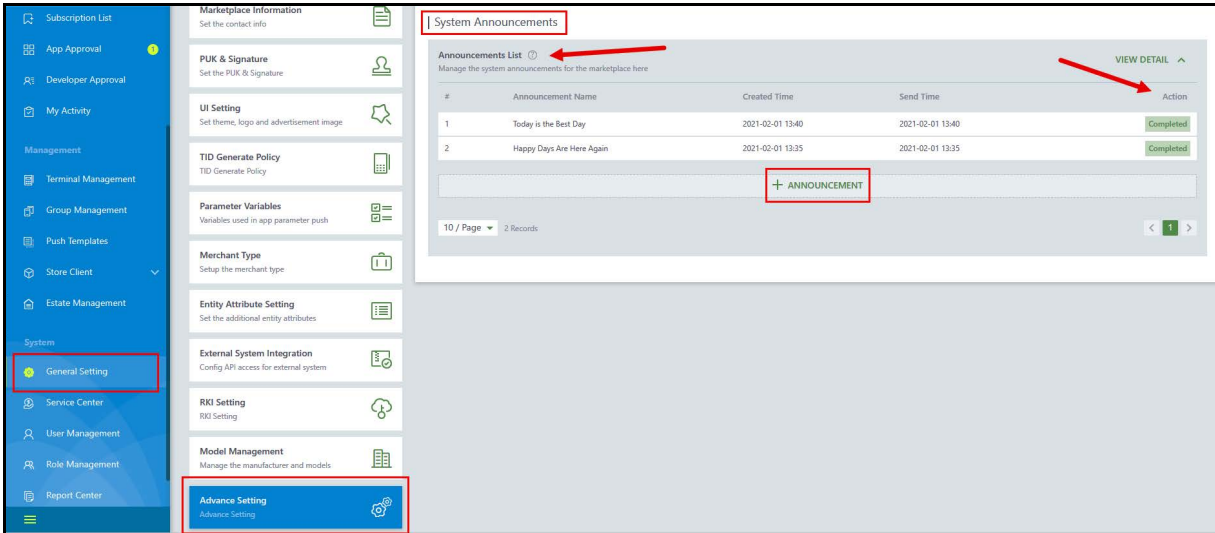 Subscription List
App Approval
1
Developer Approval
My Activity
Management
Terminal Management
Group Management
Push Templates
Store Client
Estate Management
System
General Setting
Service Center
User Management
Role Management
Report Center
Marketplace Information
Set the contact info
PUK & Signature
Set the PUK & Signature
UI Setting
Set theme, logo and advertisement image
TID Generate Policy
TID Generate Policy
Parameter Variables
Variables used in app parameter push
Merchant Type
Setup the merchant type
Entity Attribute Setting
Set the additional entity attributes
External System Integration
Config API access for external system
RKI Setting
RKI Setting
Model Management
Manage the manufacturer and models
Advance Setting
Advance Setting
System Announcements
Announcements List ?
Manage the system announcements for the marketplace here
VIEW DETAIL
# Announcement Name Created Time Send Time Action
1 Today is the Best Day 2021-02-01 13:40 2021-02-01 13:40 Completed
2 Happy Days Are Here Again 2021-02-01 13:35 2021-02-01 13:35 Completed
+ ANNOUNCEMENT
10 / Page 2 Records < 1 >